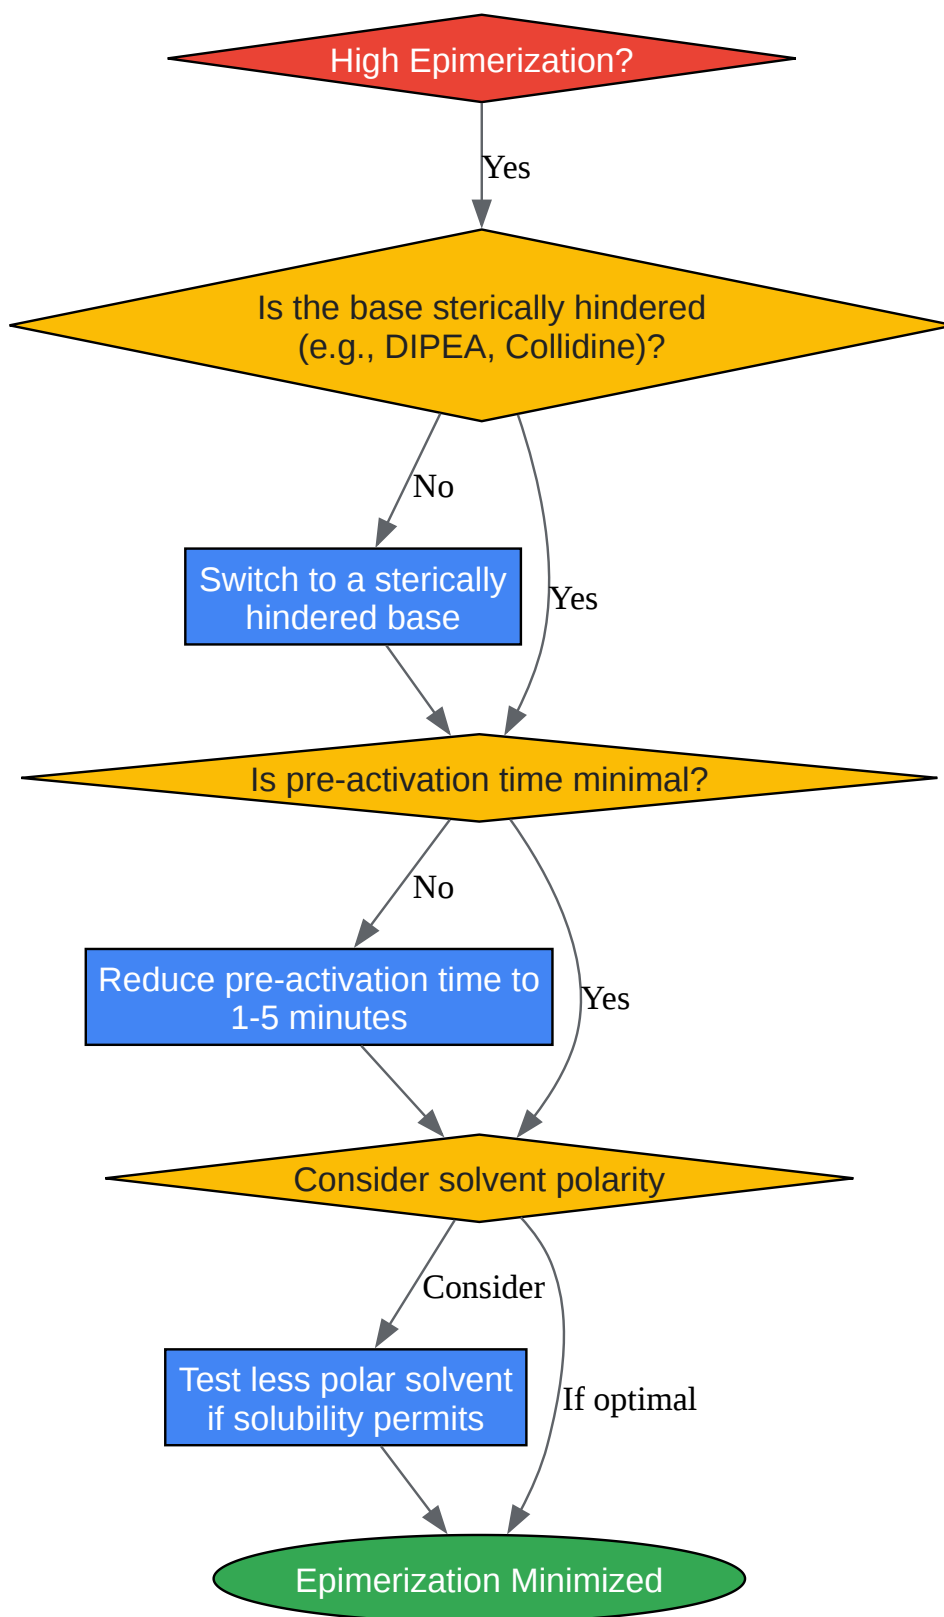 High Epimerization?
Yes
Is the base sterically hindered
(e.g., DIPEA, Collidine)?
No
Switch to a sterically
hindered base
Yes
Is pre-activation time minimal?
No
Reduce pre-activation time to
1-5 minutes
Yes
Consider solvent polarity
Consider
Test less polar solvent
if solubility permits
If optimal
Epimerization Minimized